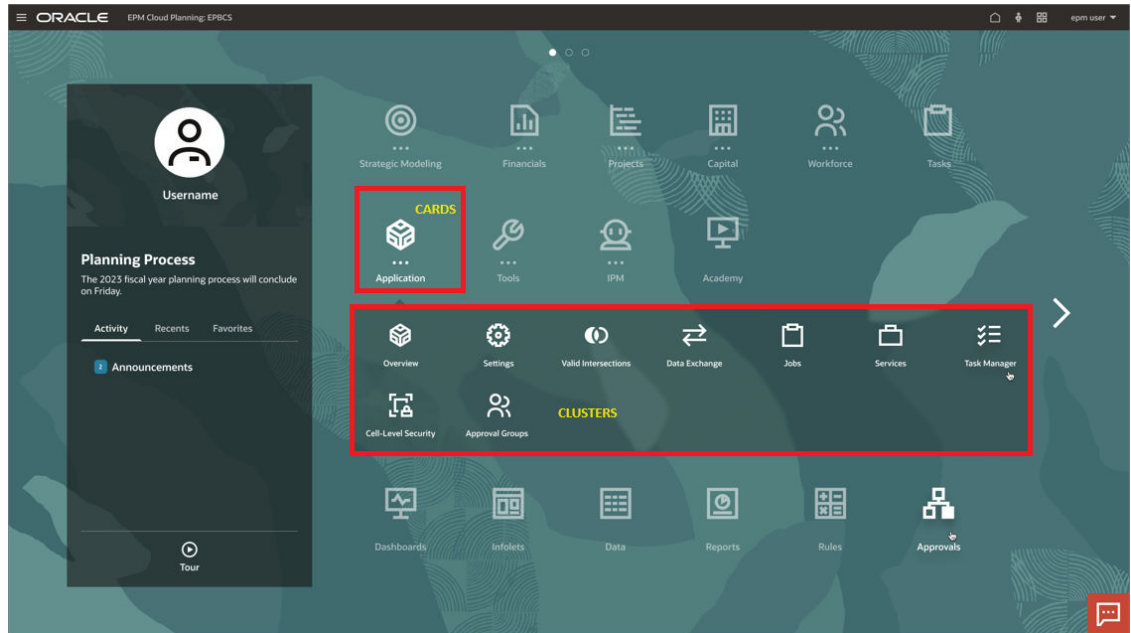 ORACLE EPM Cloud Planning: EPBCS epm user
Username
Planning Process
The 2023 fiscal year planning process will conclude
on Friday.
Activity Recents Favorites
2 Announcements
Tour
Strategic Modeling Financials Projects Capital Workforce Tasks
CARDS
Application Tools IPM Academy
Overview Settings Valid Intersections Data Exchange Jobs Services Task Manager
Cell-Level Security Approval Groups
CLUSTERS
Dashboards Infolets Data Reports Rules Approvals